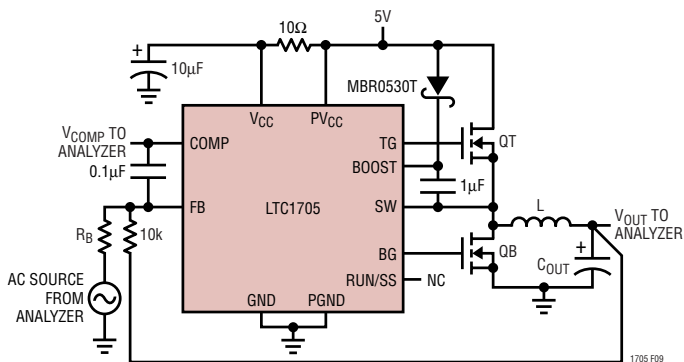 5V
10Ω
+
10µF
MBR0530T
VCC
PVCC
VCOMP TO
ANALYZER
COMP
TG
QT
BOOST
0.1µF
1µF
FB
LTC1705
SW
L
VOUT TO
ANALYZER
RB
10k
BG
QB
COUT
+
AC SOURCE
FROM
ANALYZER
RUN/SS
NC
GND
PGND
1705 F09